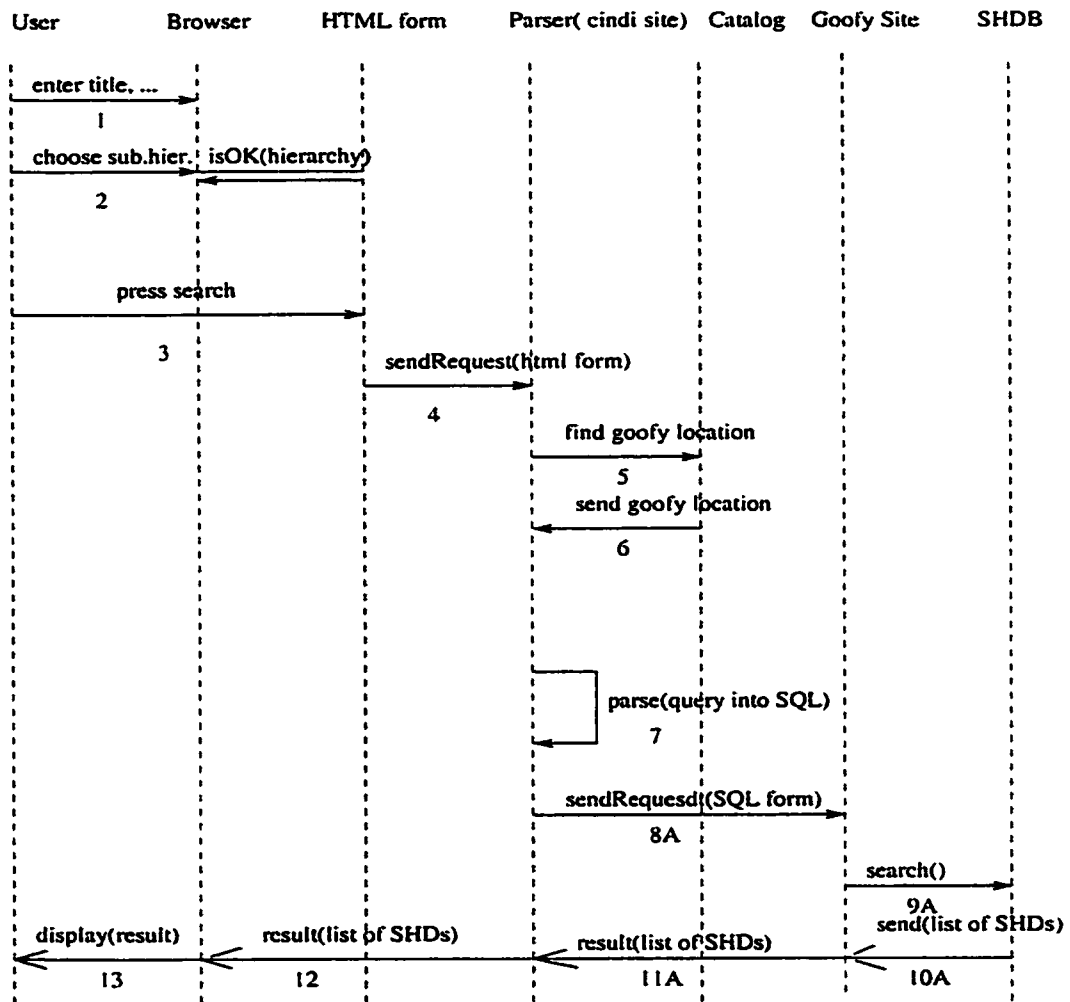 User Browser HTML form Parser( cindi site) Catalog Goofy Site SHDB
enter title, ...
1
choose sub.hier. isOK(hierarchy)
2
press search
3
sendRequest(html form)
4
find goofy location
5
send goofy location
6
parse(query into SQL)
7
sendRequesdt(SQL form)
8A
search()
9A
send(list of SHDs)
display(result) result(list of SHDs) result(list of SHDs)
13 12 11A 10A